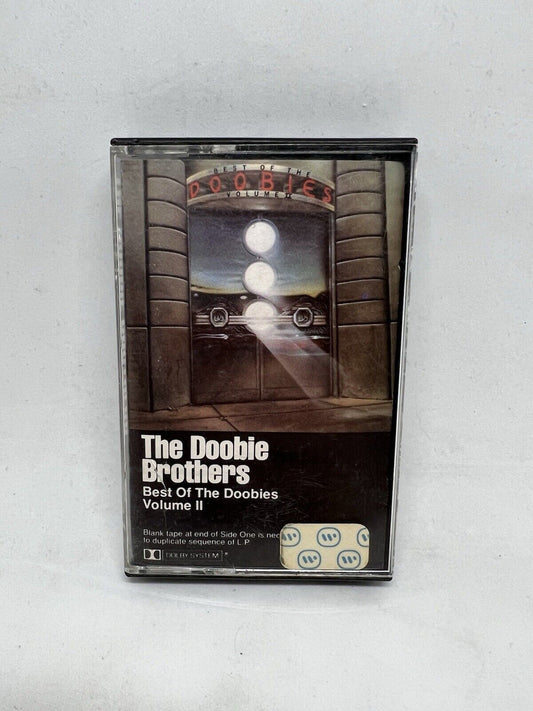 BEST OF THE
DOOBIES
VOLUME II
The Doobie
Brothers
Best Of The Doobies
Volume II
Blank tape at end of Side One is nec
to duplicate sequence of L.P.
DOLBY SYSTEM